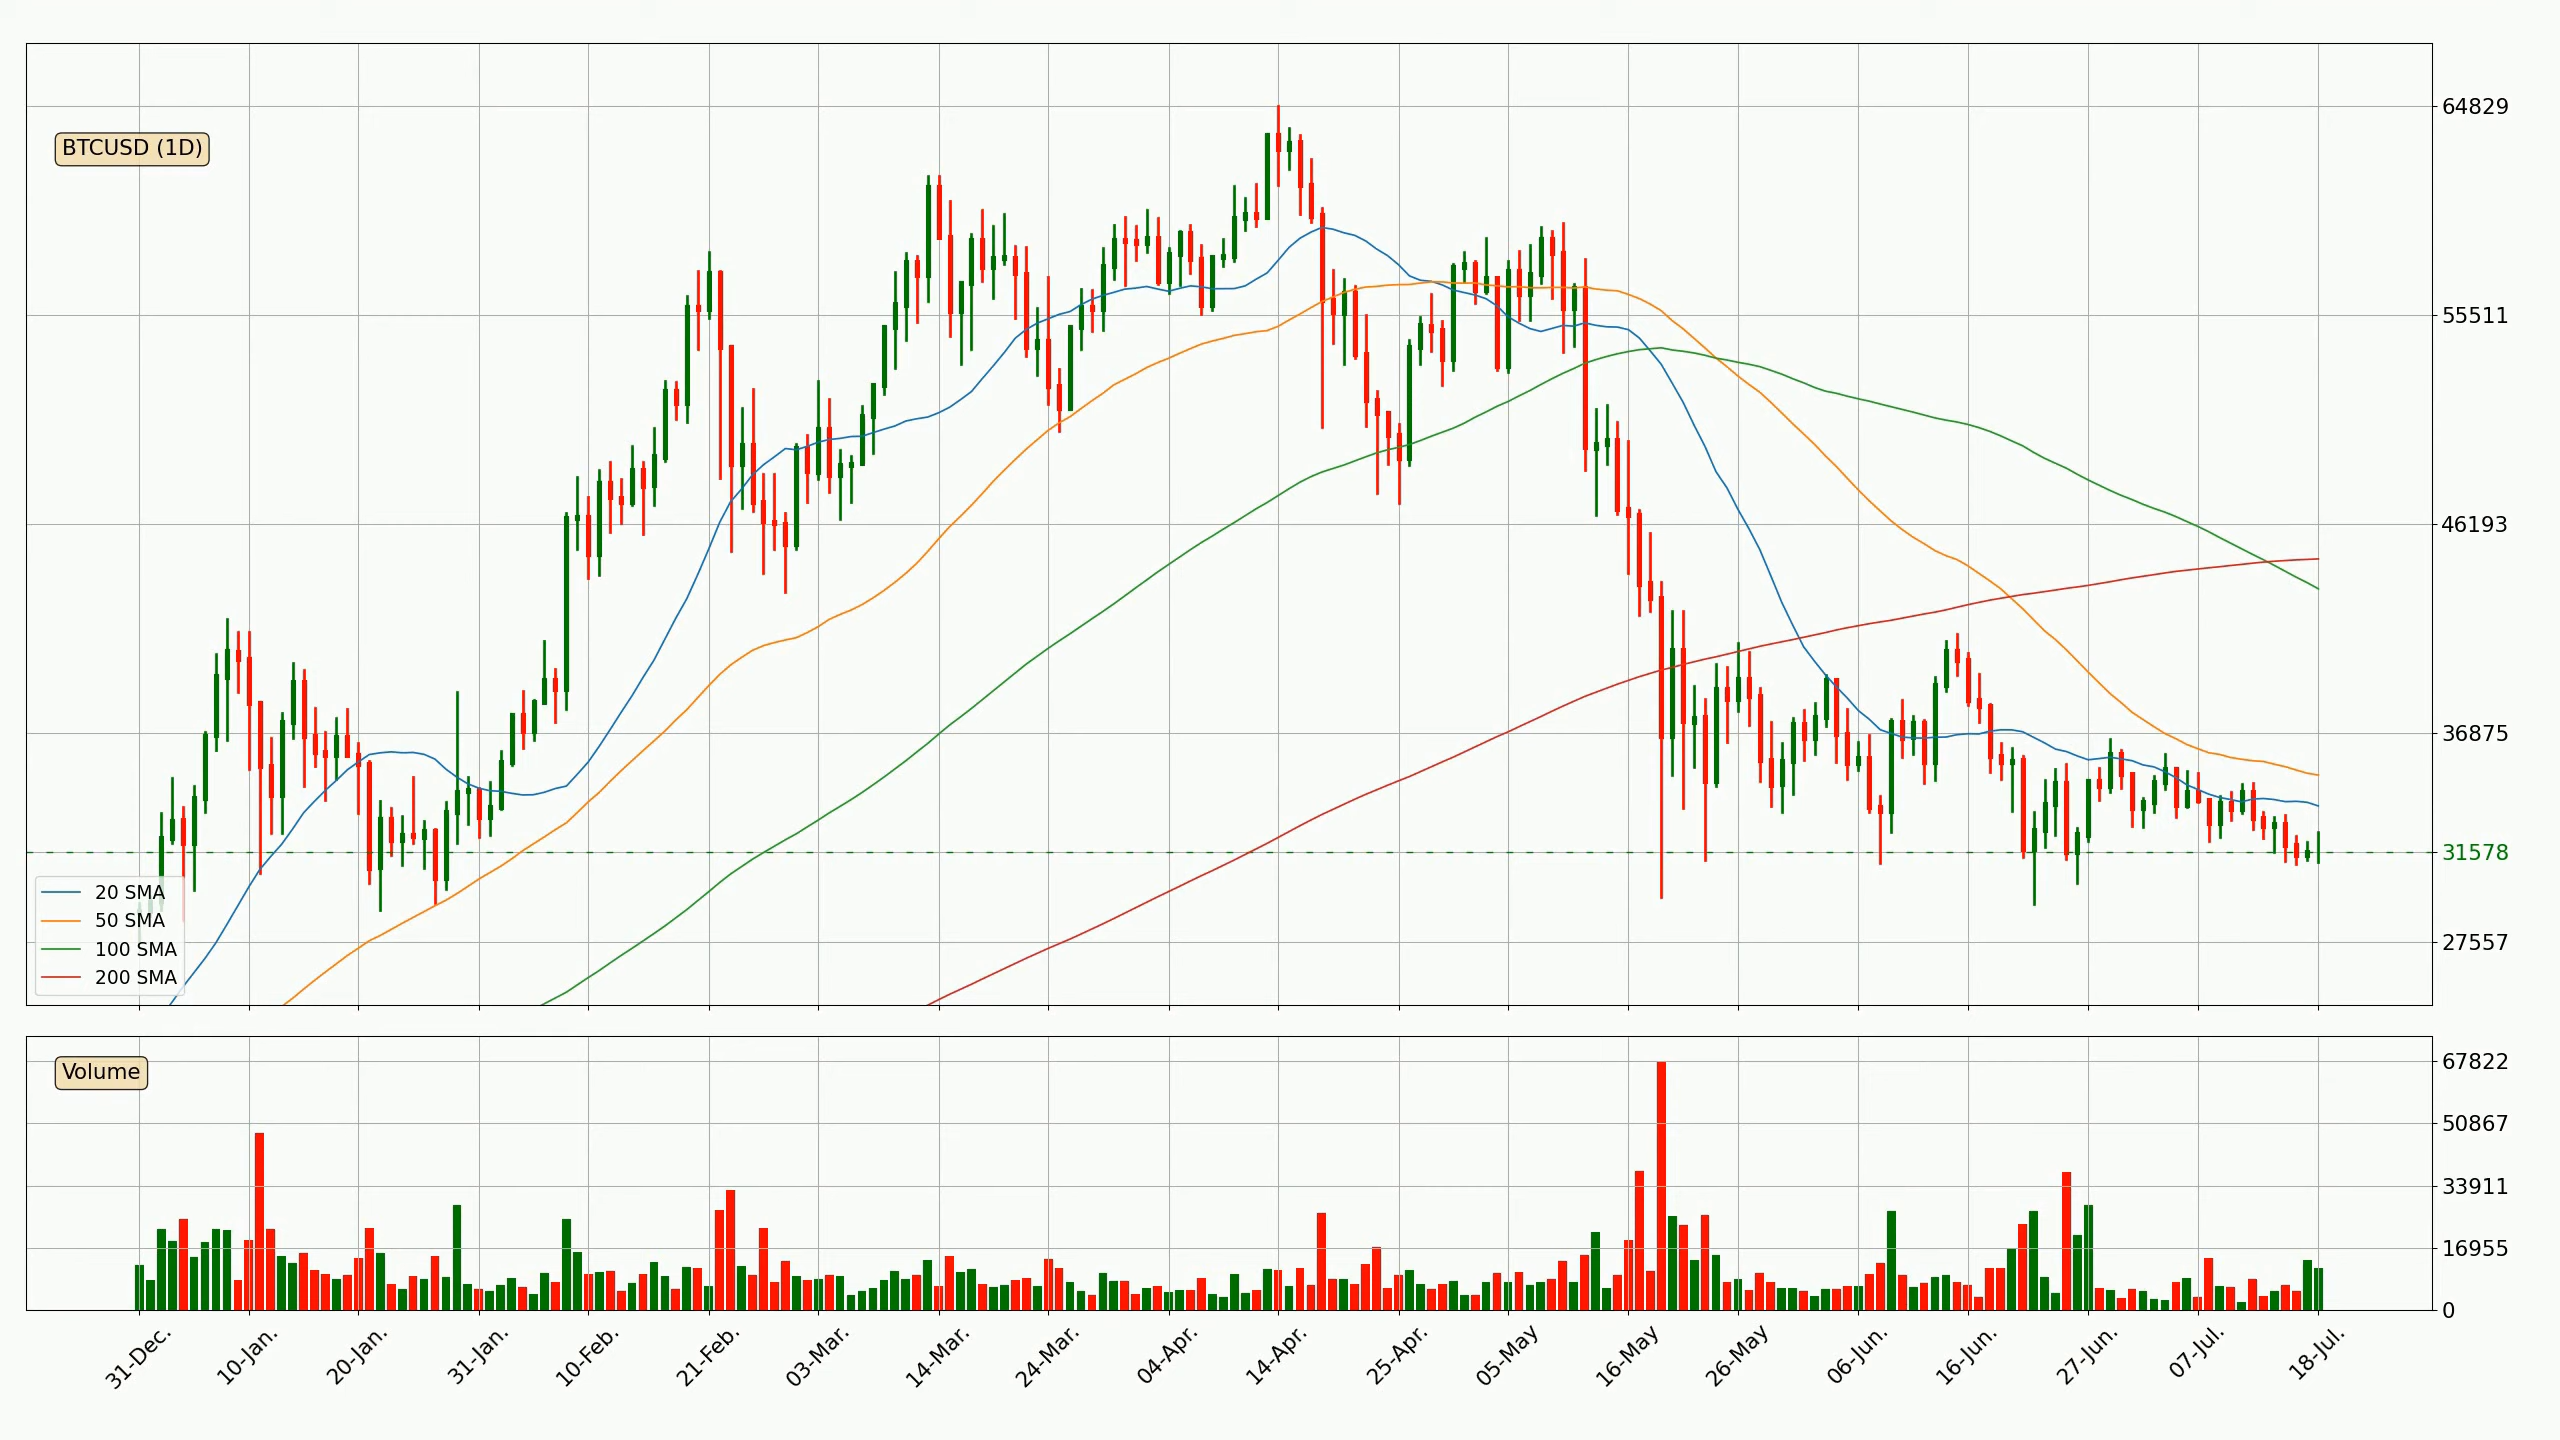 BTCUSD (1D)
64829
55511
46193
36875
31578
27557
20 SMA
50 SMA
100 SMA
200 SMA
Volume
67822
50867
33911
16955
0
31-Dec.
10-Jan.
20-Jan.
31-Jan.
10-Feb.
21-Feb.
03-Mar.
14-Mar.
24-Mar.
04-Apr.
14-Apr.
25-Apr.
05-May
16-May
26-May
06-Jun.
16-Jun.
27-Jun.
07-Jul.
18-Jul.